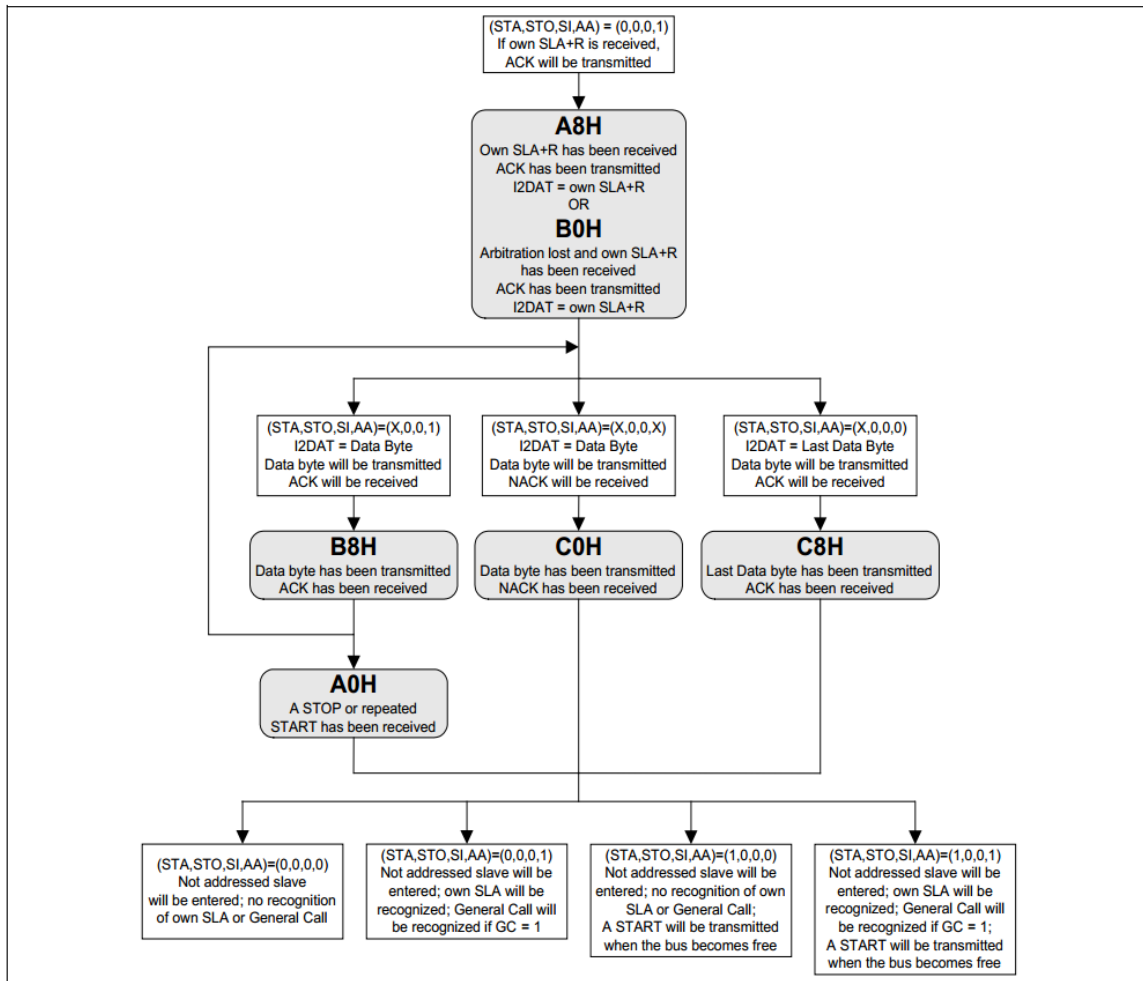 (STA,STO,SI,AA) = (0,0,0,1)
If own SLA+R is received,
ACK will be transmitted
A8H
Own SLA+R has been received
ACK has been transmitted
I2DAT = own SLA+R
OR
B0H
Arbitration lost and own SLA+R
has been received
ACK has been transmitted
I2DAT = own SLA+R
(STA,STO,SI,AA)=(X,0,0,1)
I2DAT = Data Byte
Data byte will be transmitted
ACK will be received
(STA,STO,SI,AA)=(X,0,0,X)
I2DAT = Data Byte
Data byte will be transmitted
NACK will be received
(STA,STO,SI,AA)=(X,0,0,0)
I2DAT = Last Data Byte
Data byte will be transmitted
ACK will be received
B8H
Data byte has been transmitted
ACK has been received
C0H
Data byte has been transmitted
NACK has been received
C8H
Last Data byte has been transmitted
ACK has been received
A0H
A STOP or repeated
START has been received
(STA,STO,SI,AA)=(0,0,0,0)
Not addressed slave
will be entered; no recognition
of own SLA or General Call
(STA,STO,SI,AA)=(0,0,0,1)
Not addressed slave will be
entered; own SLA will be
recognized; General Call will
be recognized if GC = 1
(STA,STO,SI,AA)=(1,0,0,0)
Not addressed slave will be
entered; no recognition of own
SLA or General Call;
A START will be transmitted
when the bus becomes free
(STA,STO,SI,AA)=(1,0,0,1)
Not addressed slave will be
entered; own SLA will be
recognized; General Call will
be recognized if GC = 1;
A START will be transmitted
when the bus becomes free